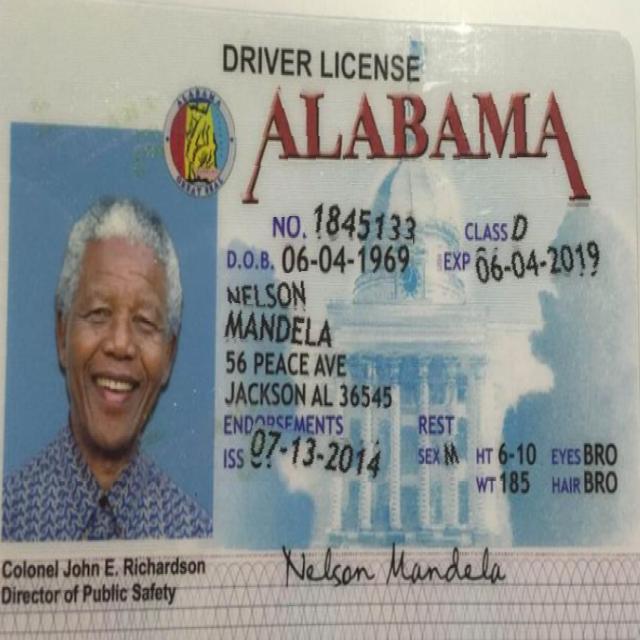 DRIVER LICENSE
ALABAMA
ALABAMA
GREAT SEAL
NO. 1845133 CLASS D
D.O.B. 06-04-1969 EXP 06-04-2019
NELSON
MANDELA
56 PEACE AVE
JACKSON AL 36545
ENDORSEMENTS REST
ISS 07-13-2014 SEX M HT 6-10 EYES BRO
WT 185 HAIR BRO
Colonel John E. Richardson
Director of Public Safety
Nelson Mandela